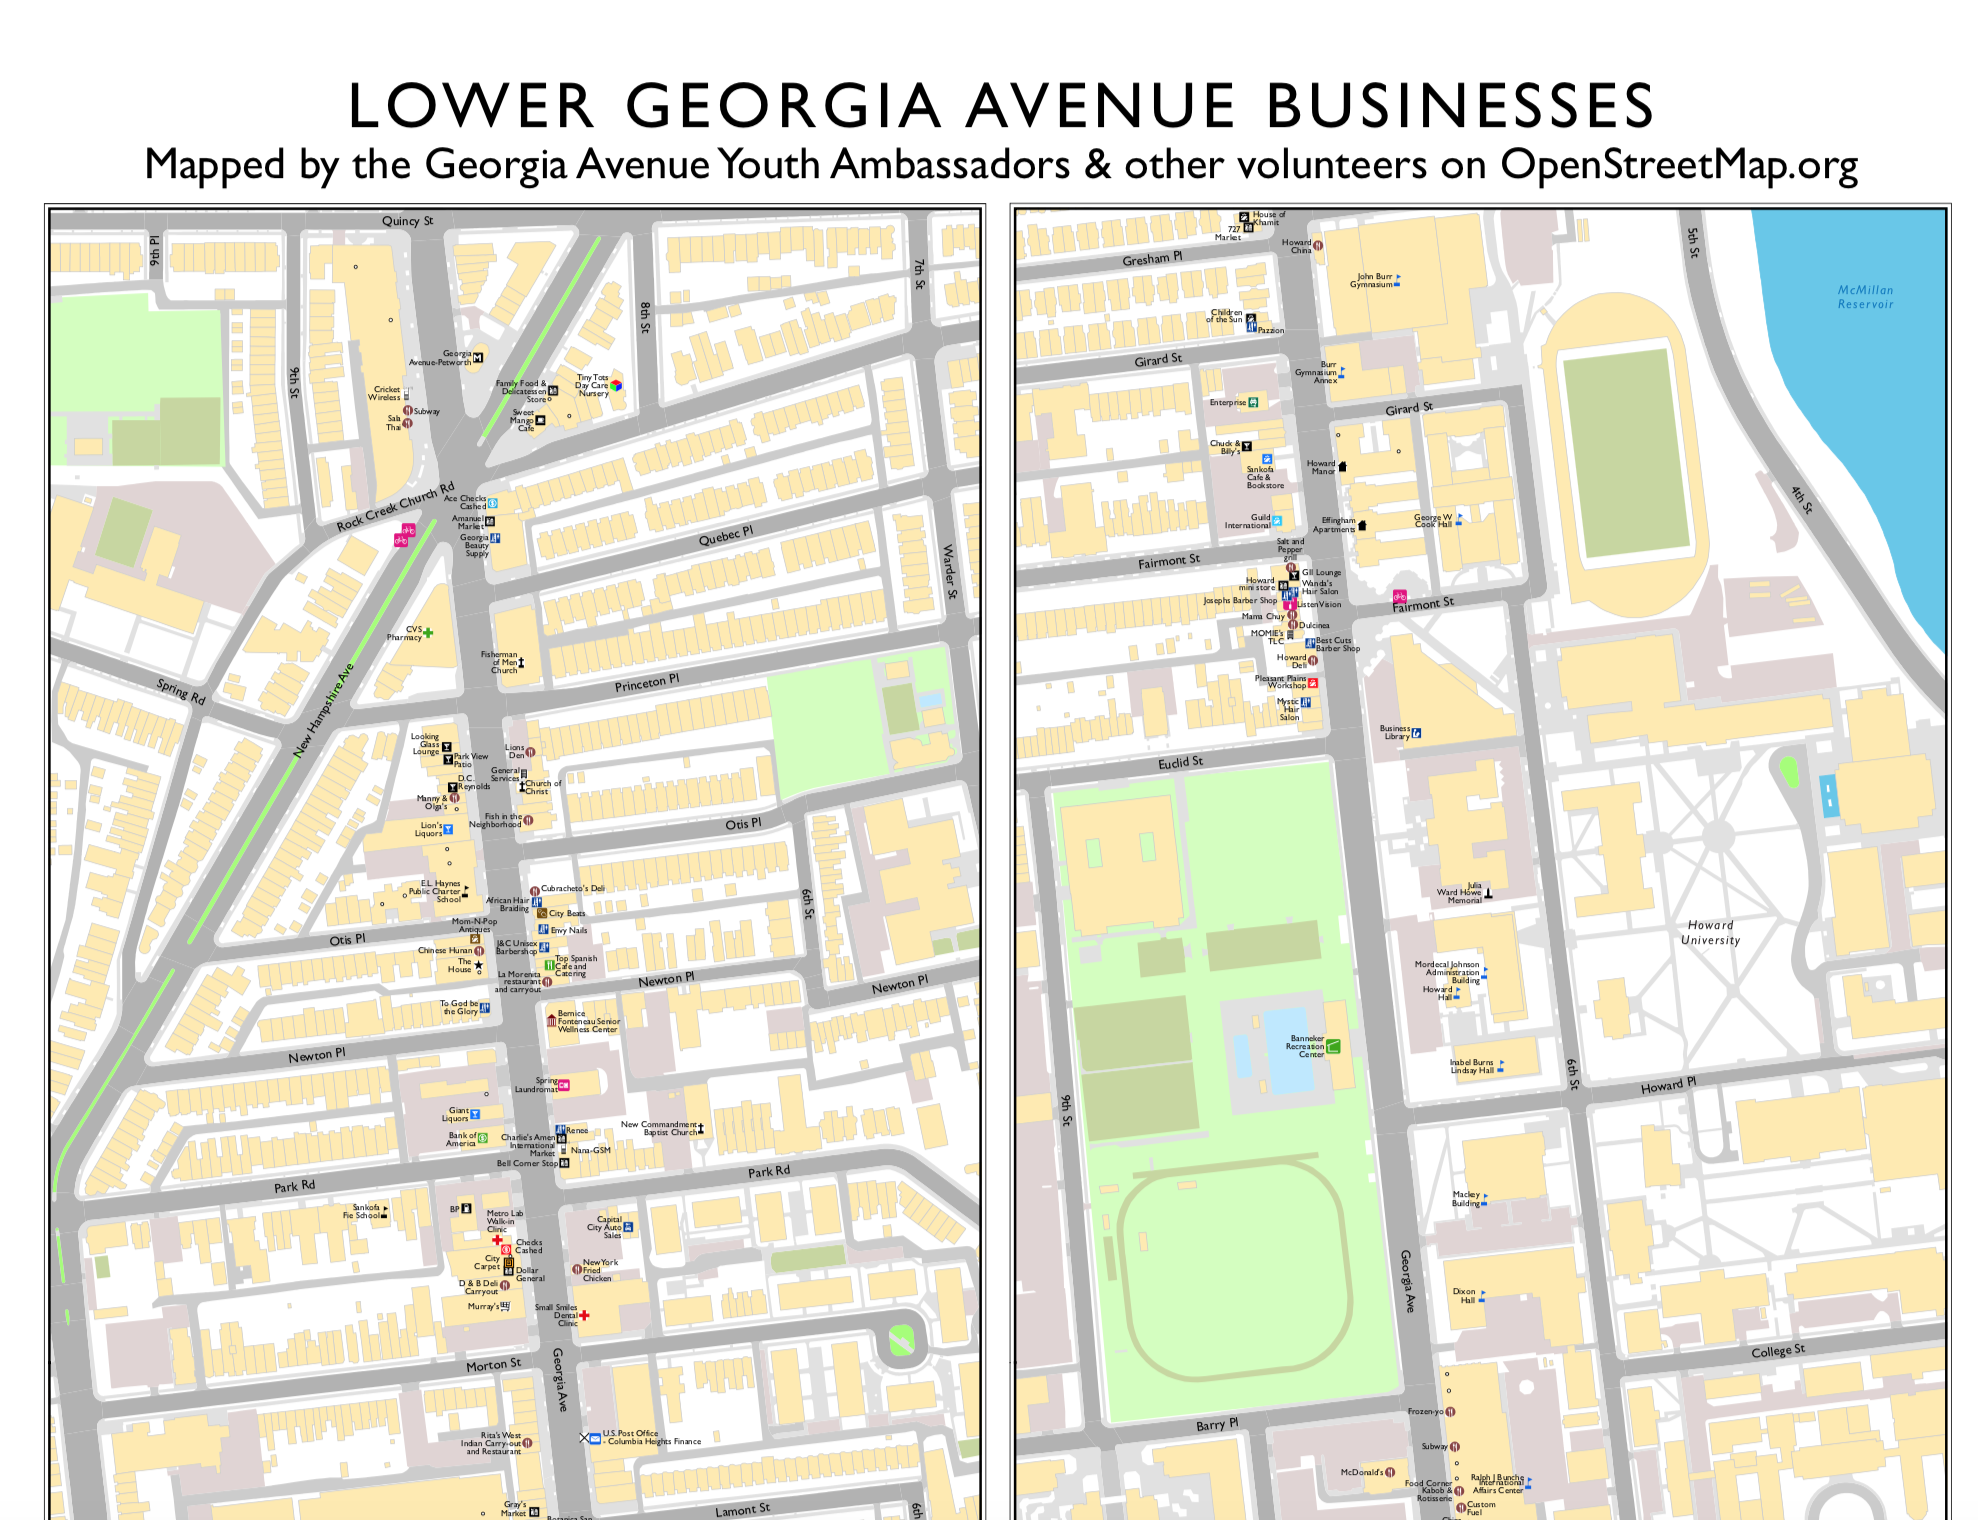 LOWER GEORGIA AVENUE BUSINESSES
Mapped by the Georgia Avenue Youth Ambassadors & other volunteers on OpenStreetMap.org
Quincy St
9th Pl
7th St
8th St
9th St
Georgia
Avenue-Petworth
Cricket
Wireless
Subway
Sala
Thai
Family Food &
Delicatessen
Store
Tiny Tots
Day Care
Nursery
Sweet
Mango
Cafe
Rock Creek Church Rd
Ace Checks
Cashed
Amanuel
Market
Georgia
Beauty
Supply
Quebec Pl
Warder St
CVS
Pharmacy
Fisherman
of Men
Church
Spring Rd
New Hampshire Ave
Princeton Pl
Looking
Glass
Lounge
Park View
Patio
Lions
Den
General
Services
Church of
Christ
D.C.
Reynolds
Manny &
Olga's
Lion's
Liquors
Fish in the
Neighborhood
Otis Pl
6th St
E.L. Haynes
Public Charter
School
Cubracheto's Deli
African Hair
Braiding
City Beats
Mom-N-Pop
Antiques
Envy Nails
Otis Pl
Chinese Hunan
J&C Unisex
Barbershop
The
House
Top Spanish
Cafe and
Catering
La Morenita
restaurant
and carryout
Newton Pl
Newton Pl
To God be
the Glory
Bernice
Fonteneau Senior
Wellness Center
Newton Pl
Spring
Laundromat
Giant
Liquors
Bank of
America
Renee
Charlie's Amen
International
Market
Nana-GSM
Bell Corner Stop
New Commandment
Baptist Church
Park Rd
Park Rd
Sankofa
Fie School
BP
Metro Lab
Walk-in
Clinic
Capital
City Auto
Sales
Checks
Cashed
City
Carpet
Dollar
General
New York
Fried
Chicken
D & B Deli
Carryout
Murray's
Small Smiles
Dental
Clinic
Morton St
Georgia Ave
Rita's West
Indian Carry-out
and Restaurant
U.S. Post Office
- Columbia Heights Finance
Gray's
Market
Lamont St
6th
House of
Khamit
727
Market
Howard
China
Gresham Pl
John Burr
Gymnasium
5th St
McMillan
Reservoir
Children
of the Sun
Pazzion
Girard St
Burr
Gymnasium
Annex
Enterprise
Girard St
Chuck &
Billy's
Sankofa
Cafe &
Bookstore
Howard
Manor
4th St
Guild
International
Effingham
Apartments
George W
Cook Hall
Salt and
Pepper
grill
Fairmont St
GII Lounge
Howard
mini store
Wanda's
Hair Salon
Josephs Barber Shop
ListenVision
Fairmont St
Mama Chuy
Dulcinea
MOMIE's
TLC
Best Cuts
Barber Shop
Howard
Deli
Pleasant Plains
Workshop
Mystic
Hair
Salon
Business
Library
Euclid St
Julia
Ward Howe
Memorial
Howard
University
Mordecai Johnson
Administration
Building
Howard
Hall
Banneker
Recreation
Center
Inabel Burns
Lindsay Hall
6th St
Howard Pl
9th St
Mackey
Building
Georgia Ave
Dixon
Hall
College St
Frozen-yo
Barry Pl
Subway
McDonald's
Food Corner
Kabob &
Rotisserie
Ralph J Bunche
International
Affairs Center
Custom
Fuel